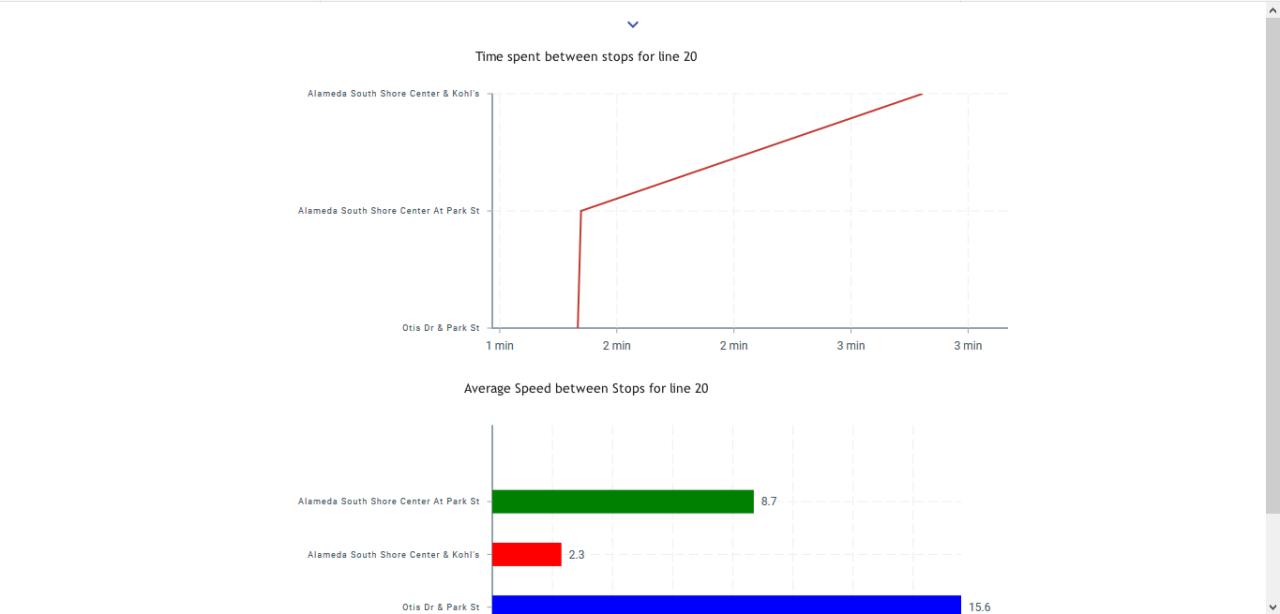 Time spent between stops for line 20
Alameda South Shore Center & Kohl's
Alameda South Shore Center At Park St
Otis Dr & Park St
1 min 2 min 2 min 3 min 3 min
Average Speed between Stops for line 20
Alameda South Shore Center At Park St 8.7
Alameda South Shore Center & Kohl's 2.3
Otis Dr & Park St 15.6